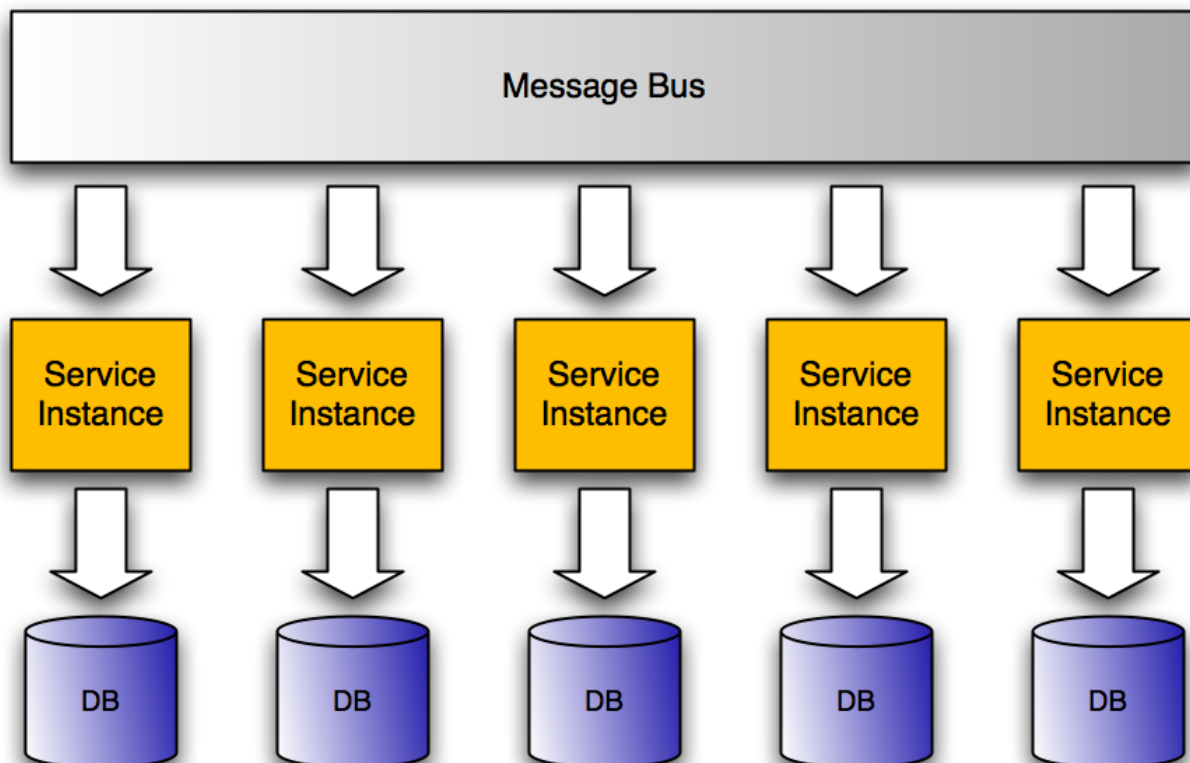 Message Bus
Service
Instance
Service
Instance
Service
Instance
Service
Instance
Service
Instance
DB
DB
DB
DB
DB